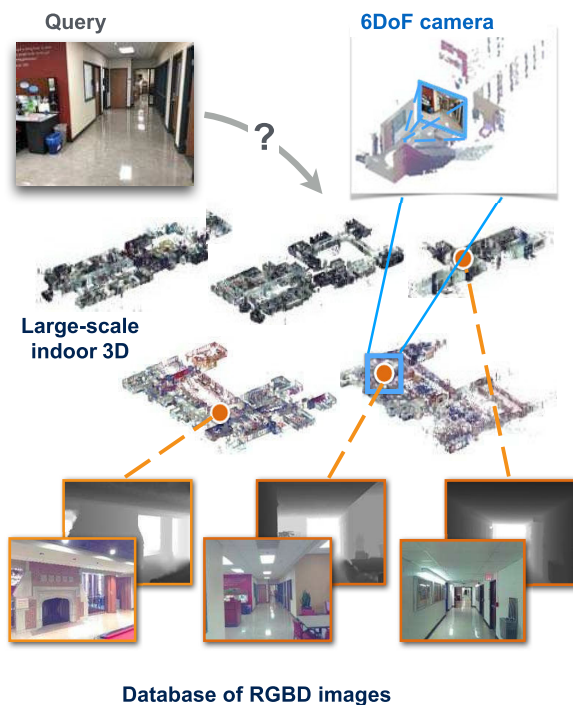 Query
6DoF camera
?
Large-scale
indoor 3D
Database of RGBD images